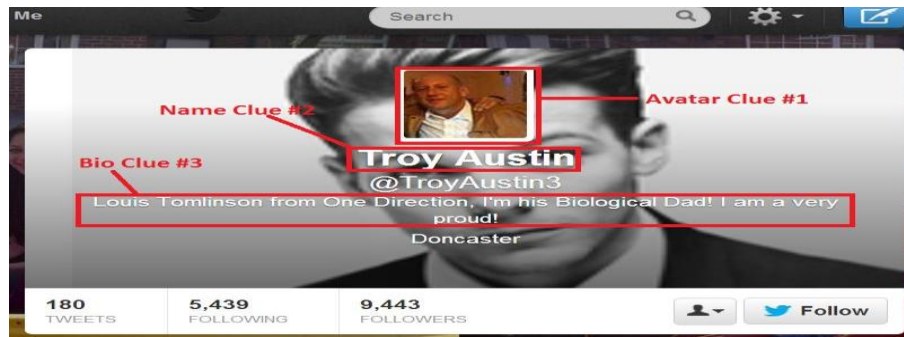 Me Search
Avatar Clue #1
Name Clue #2
Troy Austin
Bio Clue #3
@TroyAustin3
Louis Tomlinson from One Direction, I'm his Biological Dad! I am a very
proud!
Doncaster
180 5,439 9,443
TWEETS FOLLOWING FOLLOWERS
Follow